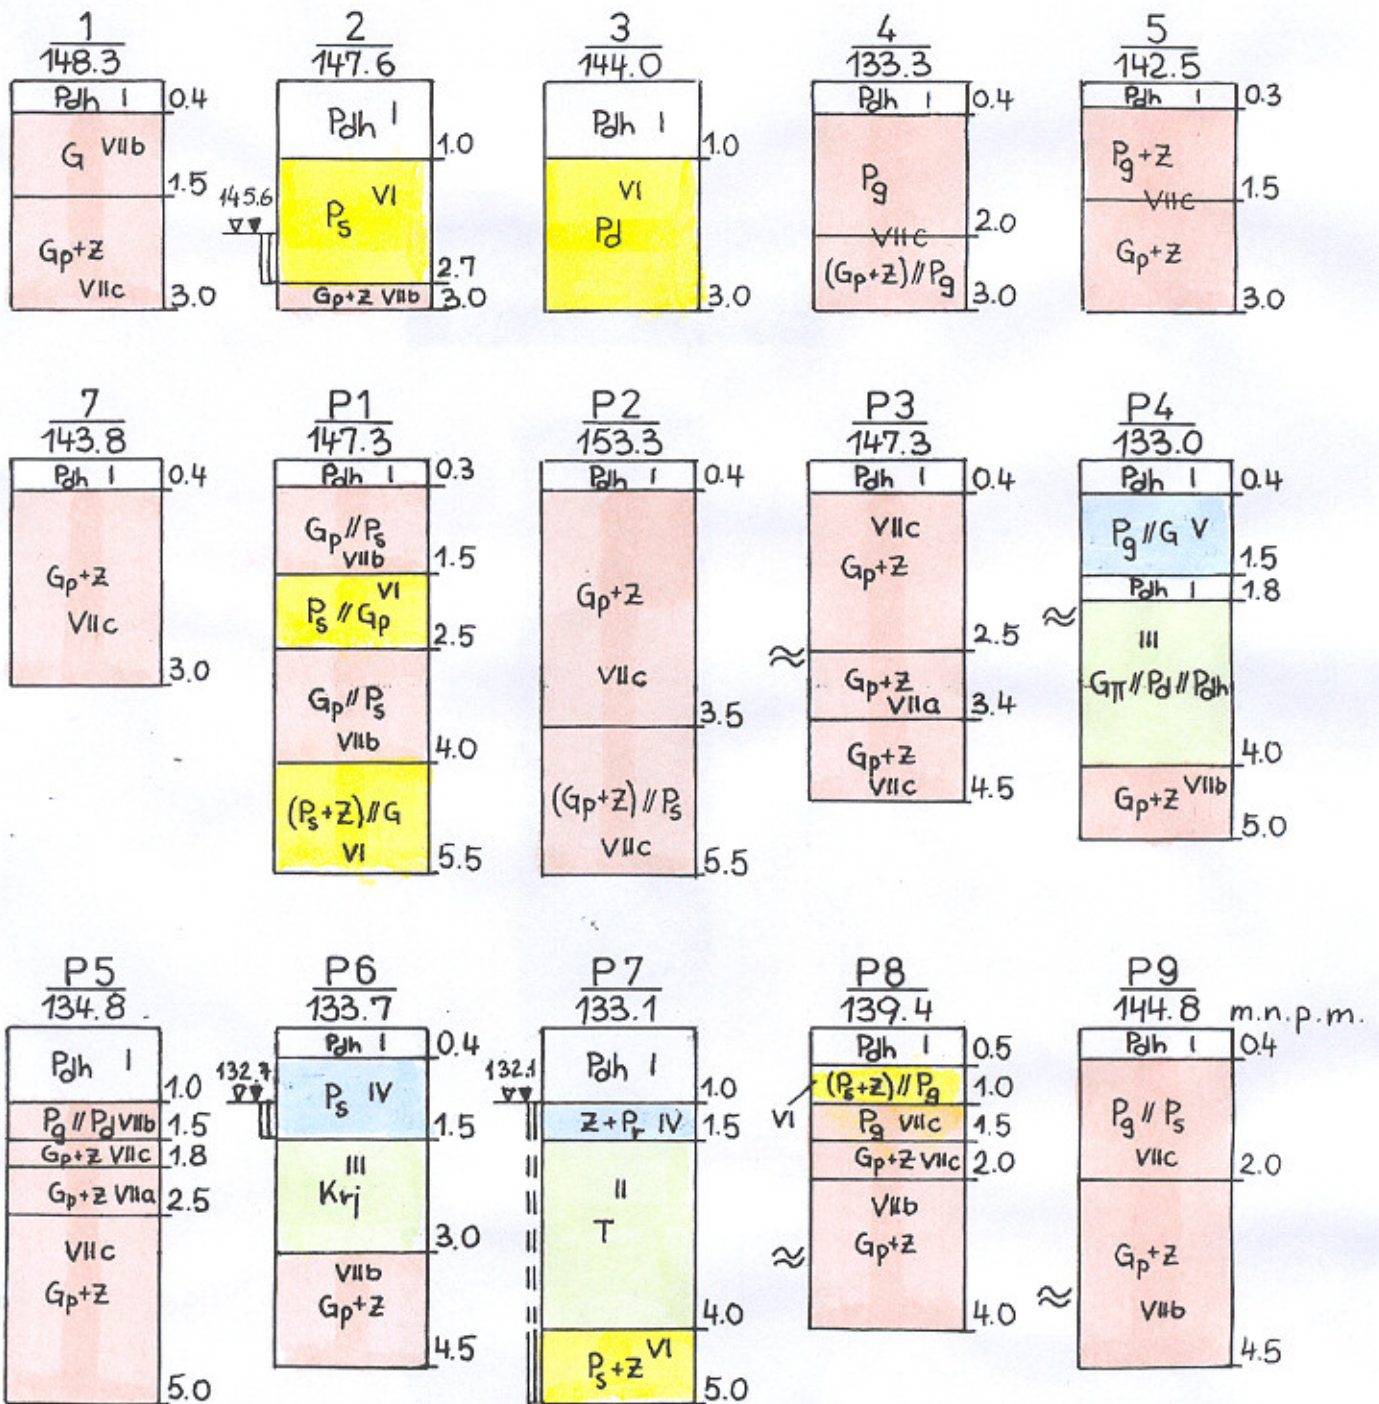 1
148.3
Pdh I 0.4
G VIIb
1.5
Gp+Ż
VIIc
3.0
2
147.6
Pdh I
1.0
145.6
VI
Ps
2.7
Gp+Ż VIIb 3.0
3
144.0
Pdh I
1.0
VI
Pd
3.0
4
133.3
Pdh I 0.4
Pg
2.0
VIIc
(Gp+Ż)//Pg
3.0
5
142.5
Pdh I 0.3
Pg+Ż
1.5
VIIc
Gp+Ż
3.0
7
143.8
Pdh I 0.4
Gp+Ż
VIIc
3.0
P1
147.3
Pdh I 0.3
Gp//Ps
VIIb 1.5
VI
Ps//Gp
2.5
Gp//Ps
VIIb 4.0
(Ps+Ż)//G
VI
5.5
P2
153.3
Pdh I 0.4
Gp+Ż
VIIc
3.5
(Gp+Ż)//Ps
VIIc
5.5
P3
147.3
Pdh I 0.4
VIIc
Gp+Ż
2.5
≈
Gp+Ż
VIIa 3.4
Gp+Ż
VIIc 4.5
P4
133.0
Pdh I 0.4
Pg//G V
1.5
Pdh I 1.8
≈
III
Gπ//Pd//Pdh
4.0
Gp+Ż VIIb
5.0
P5
134.8
Pdh I
1.0
Pg//Pd VIIb 1.5
Gp+Ż VIIc 1.8
Gp+Ż VIIa 2.5
VIIc
Gp+Ż
5.0
P6
133.7
Pdh I 0.4
132.7
Ps IV
1.5
III
Krj
3.0
VIIb
Gp+Ż
4.5
P7
133.1
Pdh I
132.1
1.0
Ż+Pr IV 1.5
II
T
4.0
VI
Ps+Ż
5.0
P8
139.4
Pdh I 0.5
(Ps+Ż)//Pg 1.0
VI
Pg VIIc 1.5
Gp+Ż VIIc 2.0
VIIb
Gp+Ż
≈
4.0
P9
144.8 m.n.p.m.
Pdh I 0.4
Pg//Ps
VIIc 2.0
Gp+Ż
≈
VIIb
4.5